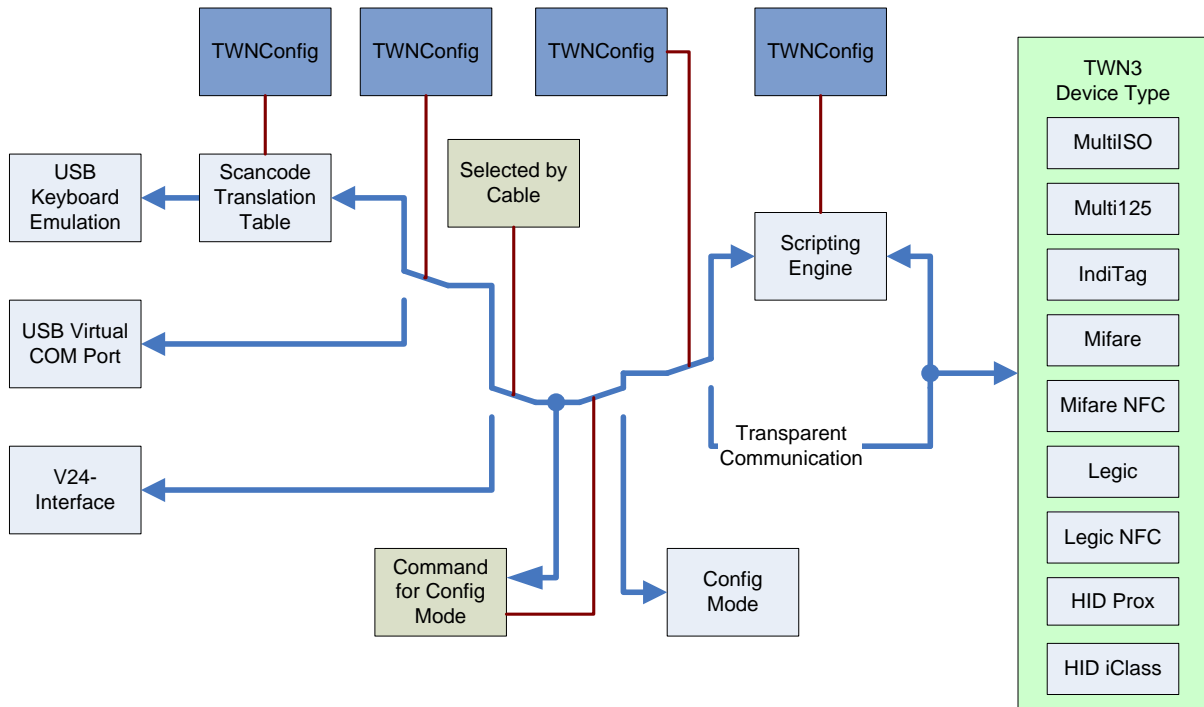 TWNConfig
TWNConfig
TWNConfig
TWNConfig
TWN3
Device Type
MultiISO
Multi125
IndiTag
Mifare
Mifare NFC
Legic
Legic NFC
HID Prox
HID iClass
USB
Keyboard
Emulation
Scancode
Translation
Table
Selected by
Cable
Scripting
Engine
USB Virtual
COM Port
Transparent
Communication
V24-
Interface
Command
for Config
Mode
Config
Mode